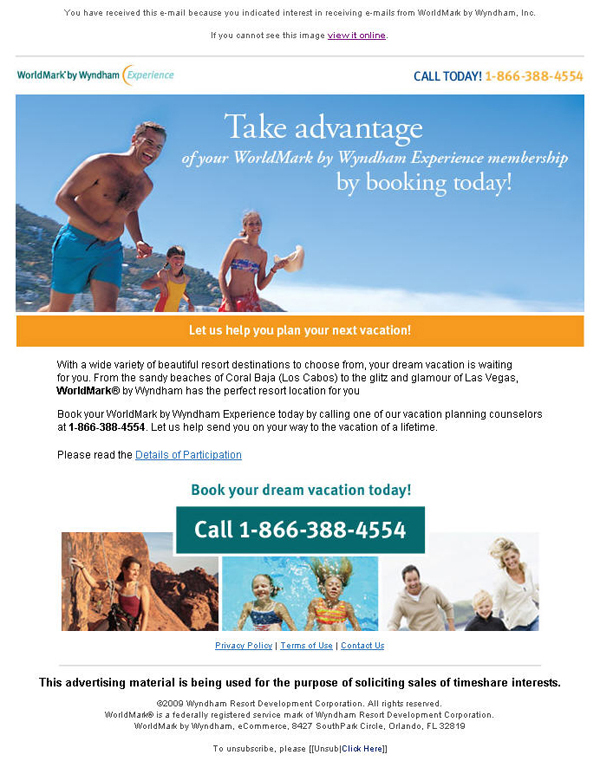 You have received this e-mail because you indicated interest in receiving e-mails from WorldMark by Wyndham, Inc.
If you cannot see this image view it online.
WorldMark® by Wyndham Experience
CALL TODAY! 1-866-388-4554
Take advantage
of your WorldMark by Wyndham Experience membership
by booking today!
Let us help you plan your next vacation!
With a wide variety of beautiful resort destinations to choose from, your dream vacation is waiting
for you. From the sandy beaches of Coral Baja (Los Cabos) to the glitz and glamour of Las Vegas,
WorldMark® by Wyndham has the perfect resort location for you
Book your WorldMark by Wyndham Experience today by calling one of our vacation planning counselors
at 1-866-388-4554. Let us help send you on your way to the vacation of a lifetime.
Please read the Details of Participation
Book your dream vacation today!
Call 1-866-388-4554
Privacy Policy | Terms of Use | Contact Us
This advertising material is being used for the purpose of soliciting sales of timeshare interests.
©2009 Wyndham Resort Development Corporation. All rights reserved.
WorldMark® is a federally registered service mark of Wyndham Resort Development Corporation.
WorldMark by Wyndham, eCommerce, 8427 SouthPark Circle, Orlando, FL 32819
To unsubscribe, please [[Unsub|Click Here]]